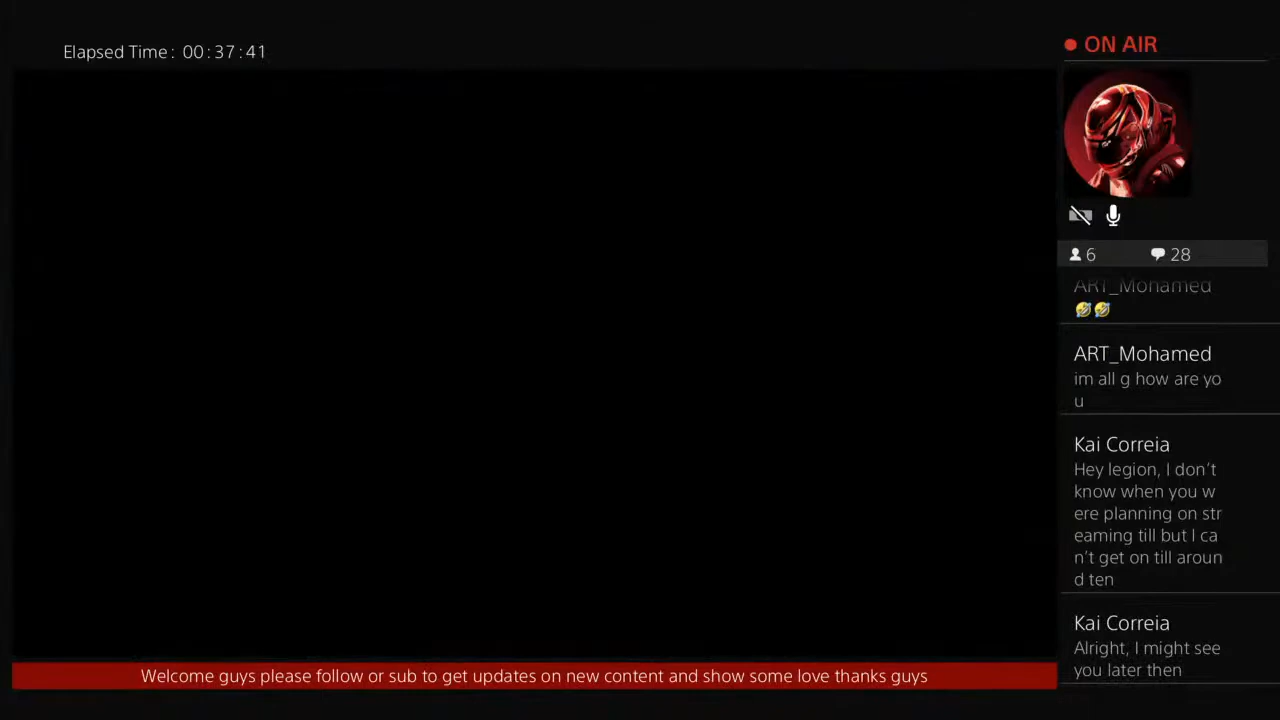 Elapsed Time: 00:37:41
ON AIR
6 28
ART_Mohamed
🤣🤣
ART_Mohamed
im all g how are yo
u
Kai Correia
Hey legion, I don't
know when you w
ere planning on str
eaming till but I ca
n't get on till aroun
d ten
Kai Correia
Alright, I might see
you later then
Welcome guys please follow or sub to get updates on new content and show some love thanks guys